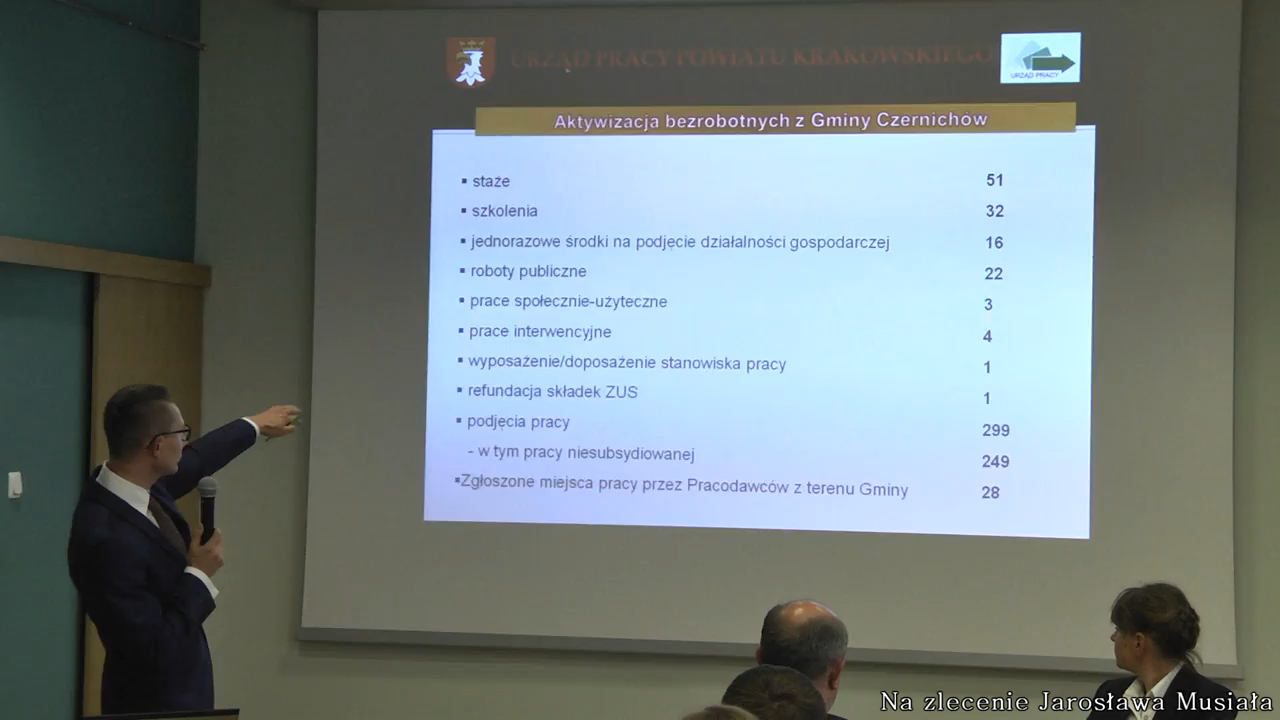 URZĄD PRACY POWIATU KRAKOWSKIEGO
URZĄD PRACY
Aktywizacja bezrobotnych z Gminy Czernichów
▪ staże 51
▪ szkolenia 32
▪ jednorazowe środki na podjecie działalności gospodarczej 16
▪ roboty publiczne 22
▪ prace społecznie-użyteczne 3
▪ prace interwencyjne 4
▪ wyposażenie/doposażenie stanowiska pracy 1
▪ refundacja składek ZUS 1
▪ podjęcia pracy 299
- w tym pracy niesubsydiowanej 249
▪Zgłoszone miejsca pracy przez Pracodawców z terenu Gminy 28
Na zlecenie Jarosława Musiała